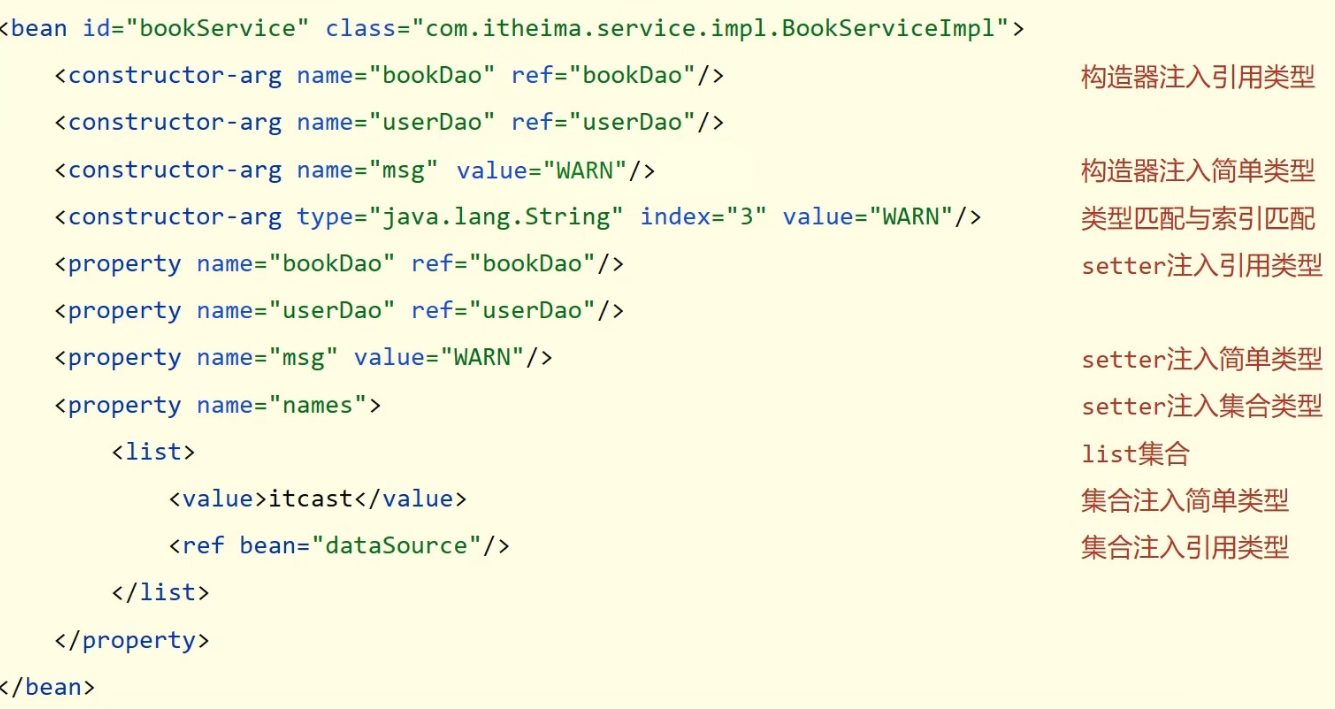 <bean id="bookService" class="com.itheima.service.impl.BookServiceImpl">
<constructor-arg name="bookDao" ref="bookDao"/> 构造器注入引用类型
<constructor-arg name="userDao" ref="userDao"/>
<constructor-arg name="msg" value="WARN"/> 构造器注入简单类型
<constructor-arg type="java.lang.String" index="3" value="WARN"/> 类型匹配与索引匹配
<property name="bookDao" ref="bookDao"/> setter注入引用类型
<property name="userDao" ref="userDao"/>
<property name="msg" value="WARN"/> setter注入简单类型
<property name="names"> setter注入集合类型
<list> list集合
<value>itcast</value> 集合注入简单类型
<ref bean="dataSource"/> 集合注入引用类型
</list>
</property>
</bean>